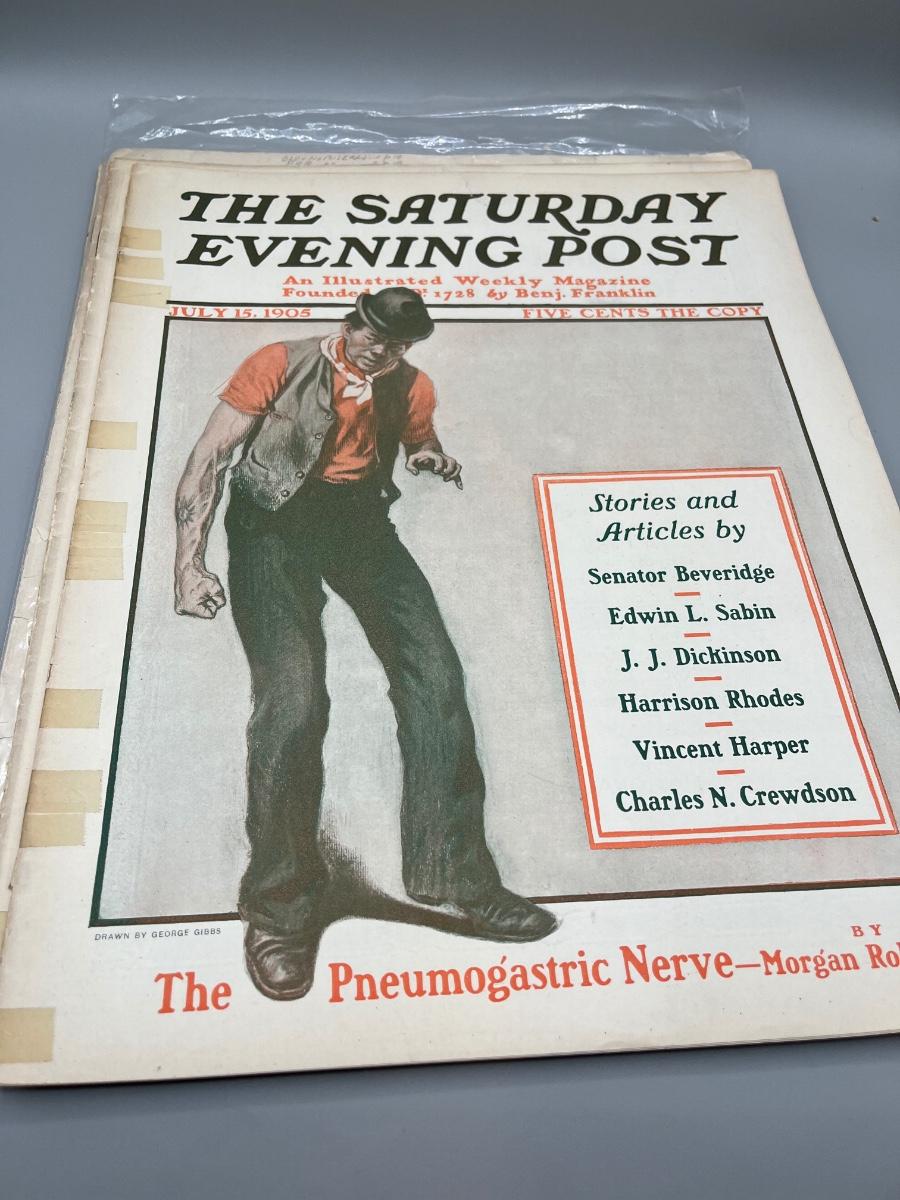 THE SATURDAY
EVENING POST
An Illustrated Weekly Magazine
Founded Dᵒ. 1728 by Benj. Franklin
JULY 15, 1905 FIVE CENTS THE COPY
Stories and
Articles by
Senator Beveridge
Edwin L. Sabin
J. J. Dickinson
Harrison Rhodes
Vincent Harper
Charles N. Crewdson
DRAWN BY GEORGE GIBBS
BY
The Pneumogastric Nerve—Morgan